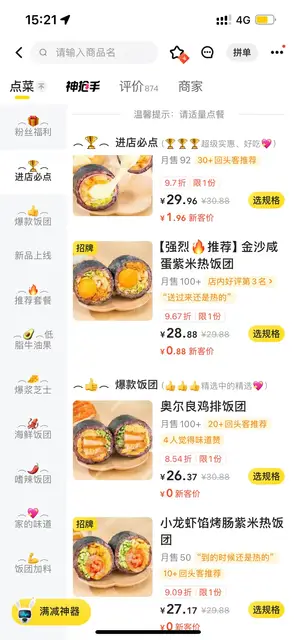 15:21
4G
请输入商品名
4
拼单
点菜
神抢手
评价874
商家
温馨提示：请适量点餐
粉丝福利
进店必点
爆款饭团
新品上线
推荐套餐
低
脂牛油果
爆浆芝士
海鲜饭团
嗜辣饭团
家的味道
饭团加料
满减神器
进店必点 (🏆🏆🏆超级实惠、好吃💖)
月售 92 30+回头客推荐
9.7折 限1份
¥29.96 ¥30.88 选规格
¥1.96 新客价
招牌
【强烈🔥推荐】金沙咸
蛋紫米热饭团
月售 100+ 店内好评第3名 >
“送过来还是热的”
9.67折 限1份
¥28.88 ¥29.88 选规格
¥0.88 新客价
爆款饭团 (👍👍👍精选中的精选💖)
奥尔良鸡排饭团
月售 100+ 20+回头客推荐
4人觉得味道赞
8.54折 限1份
¥26.37 ¥30.88 选规格
¥0 新客价
招牌
小龙虾馅烤肠紫米热饭
团
月售 50 “到的时候还是热的”
10+回头客推荐
9.09折 限1份
¥27.17 ¥29.88 选规格
¥0 新客价